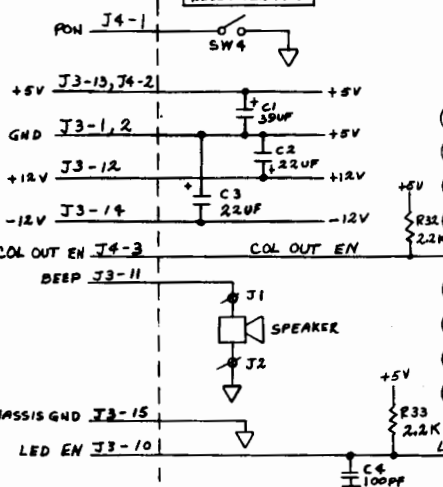 PON J4-1
SW4
+5V J3-13, J4-2 +5V
+ C1
39UF
GND J3-1, 2 +5V
C2
+ 22UF
+12V J3-12 +12V
+ C3
22UF
-12V J3-14 -12V
+5V
R32
2.2K
COL OUT EN J4-3 COL OUT EN
BEEP J3-11
J1
SPEAKER
J2
+5V
R33
2.2K
HASSIS GND J3-15
LED EN J3-10 L
C4
100PF